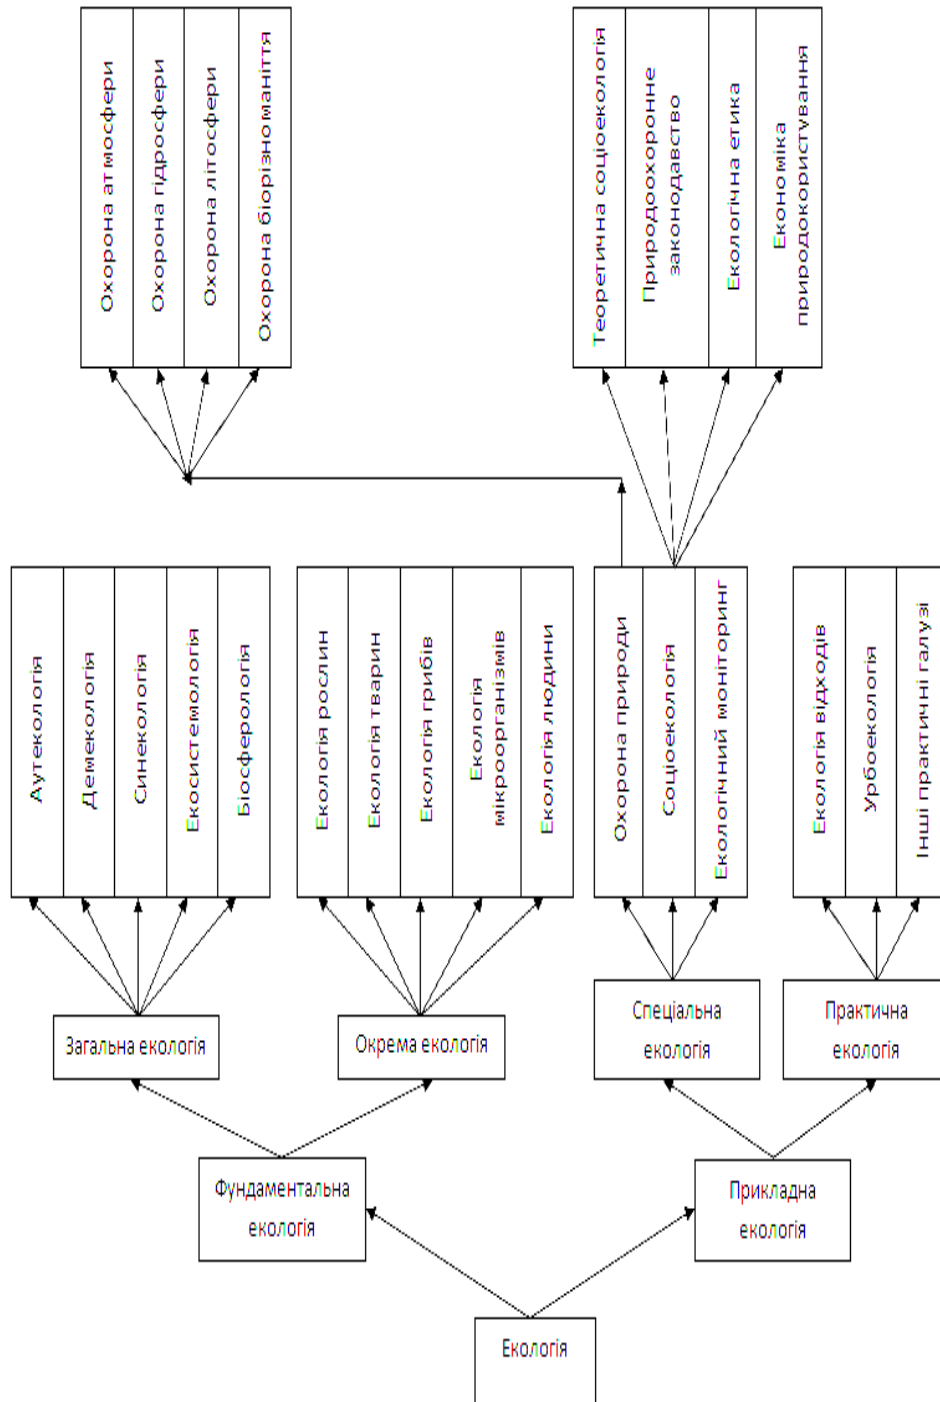 Охорона атмосфери
Охорона гідросфери
Охорона літосфери
Охорона біорізноманіття
Теоретична соціоекологія
Природоохоронне
законодавство
Екологічна етика
Економіка
природокористування
Аутекологія
Демекологія
Синекологія
Екосистемологія
Біосферологія
Екологія рослин
Екологія тварин
Екологія грибів
Екологія
мікроорганізмів
Екологія людини
Охорона природи
Соціоекологія
Екологічний моніторинг
Екологія відходів
Урбоекологія
Інші практичні галузі
Загальна екологія
Окрема екологія
Спеціальна
екологія
Практична
екологія
Фундаментальна
екологія
Прикладна
екологія
Екологія